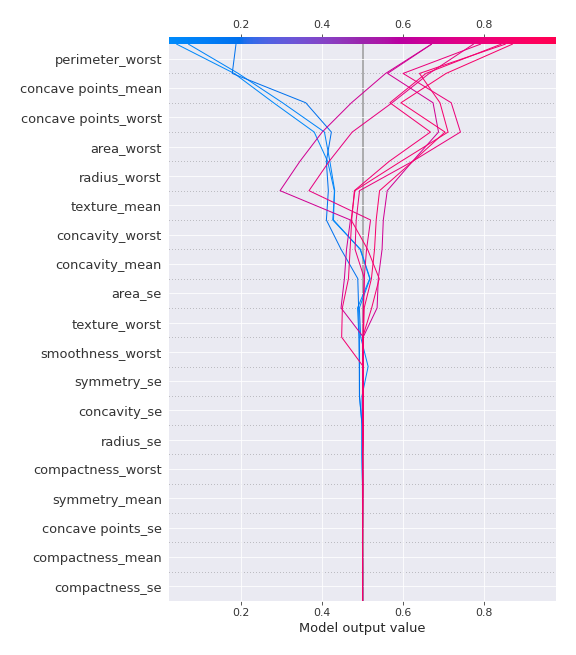 0.2 0.4 0.6 0.8
perimeter_worst
concave points_mean
concave points_worst
area_worst
radius_worst
texture_mean
concavity_worst
concavity_mean
area_se
texture_worst
smoothness_worst
symmetry_se
concavity_se
radius_se
compactness_worst
symmetry_mean
concave points_se
compactness_mean
compactness_se
0.2 0.4 0.6 0.8
Model output value